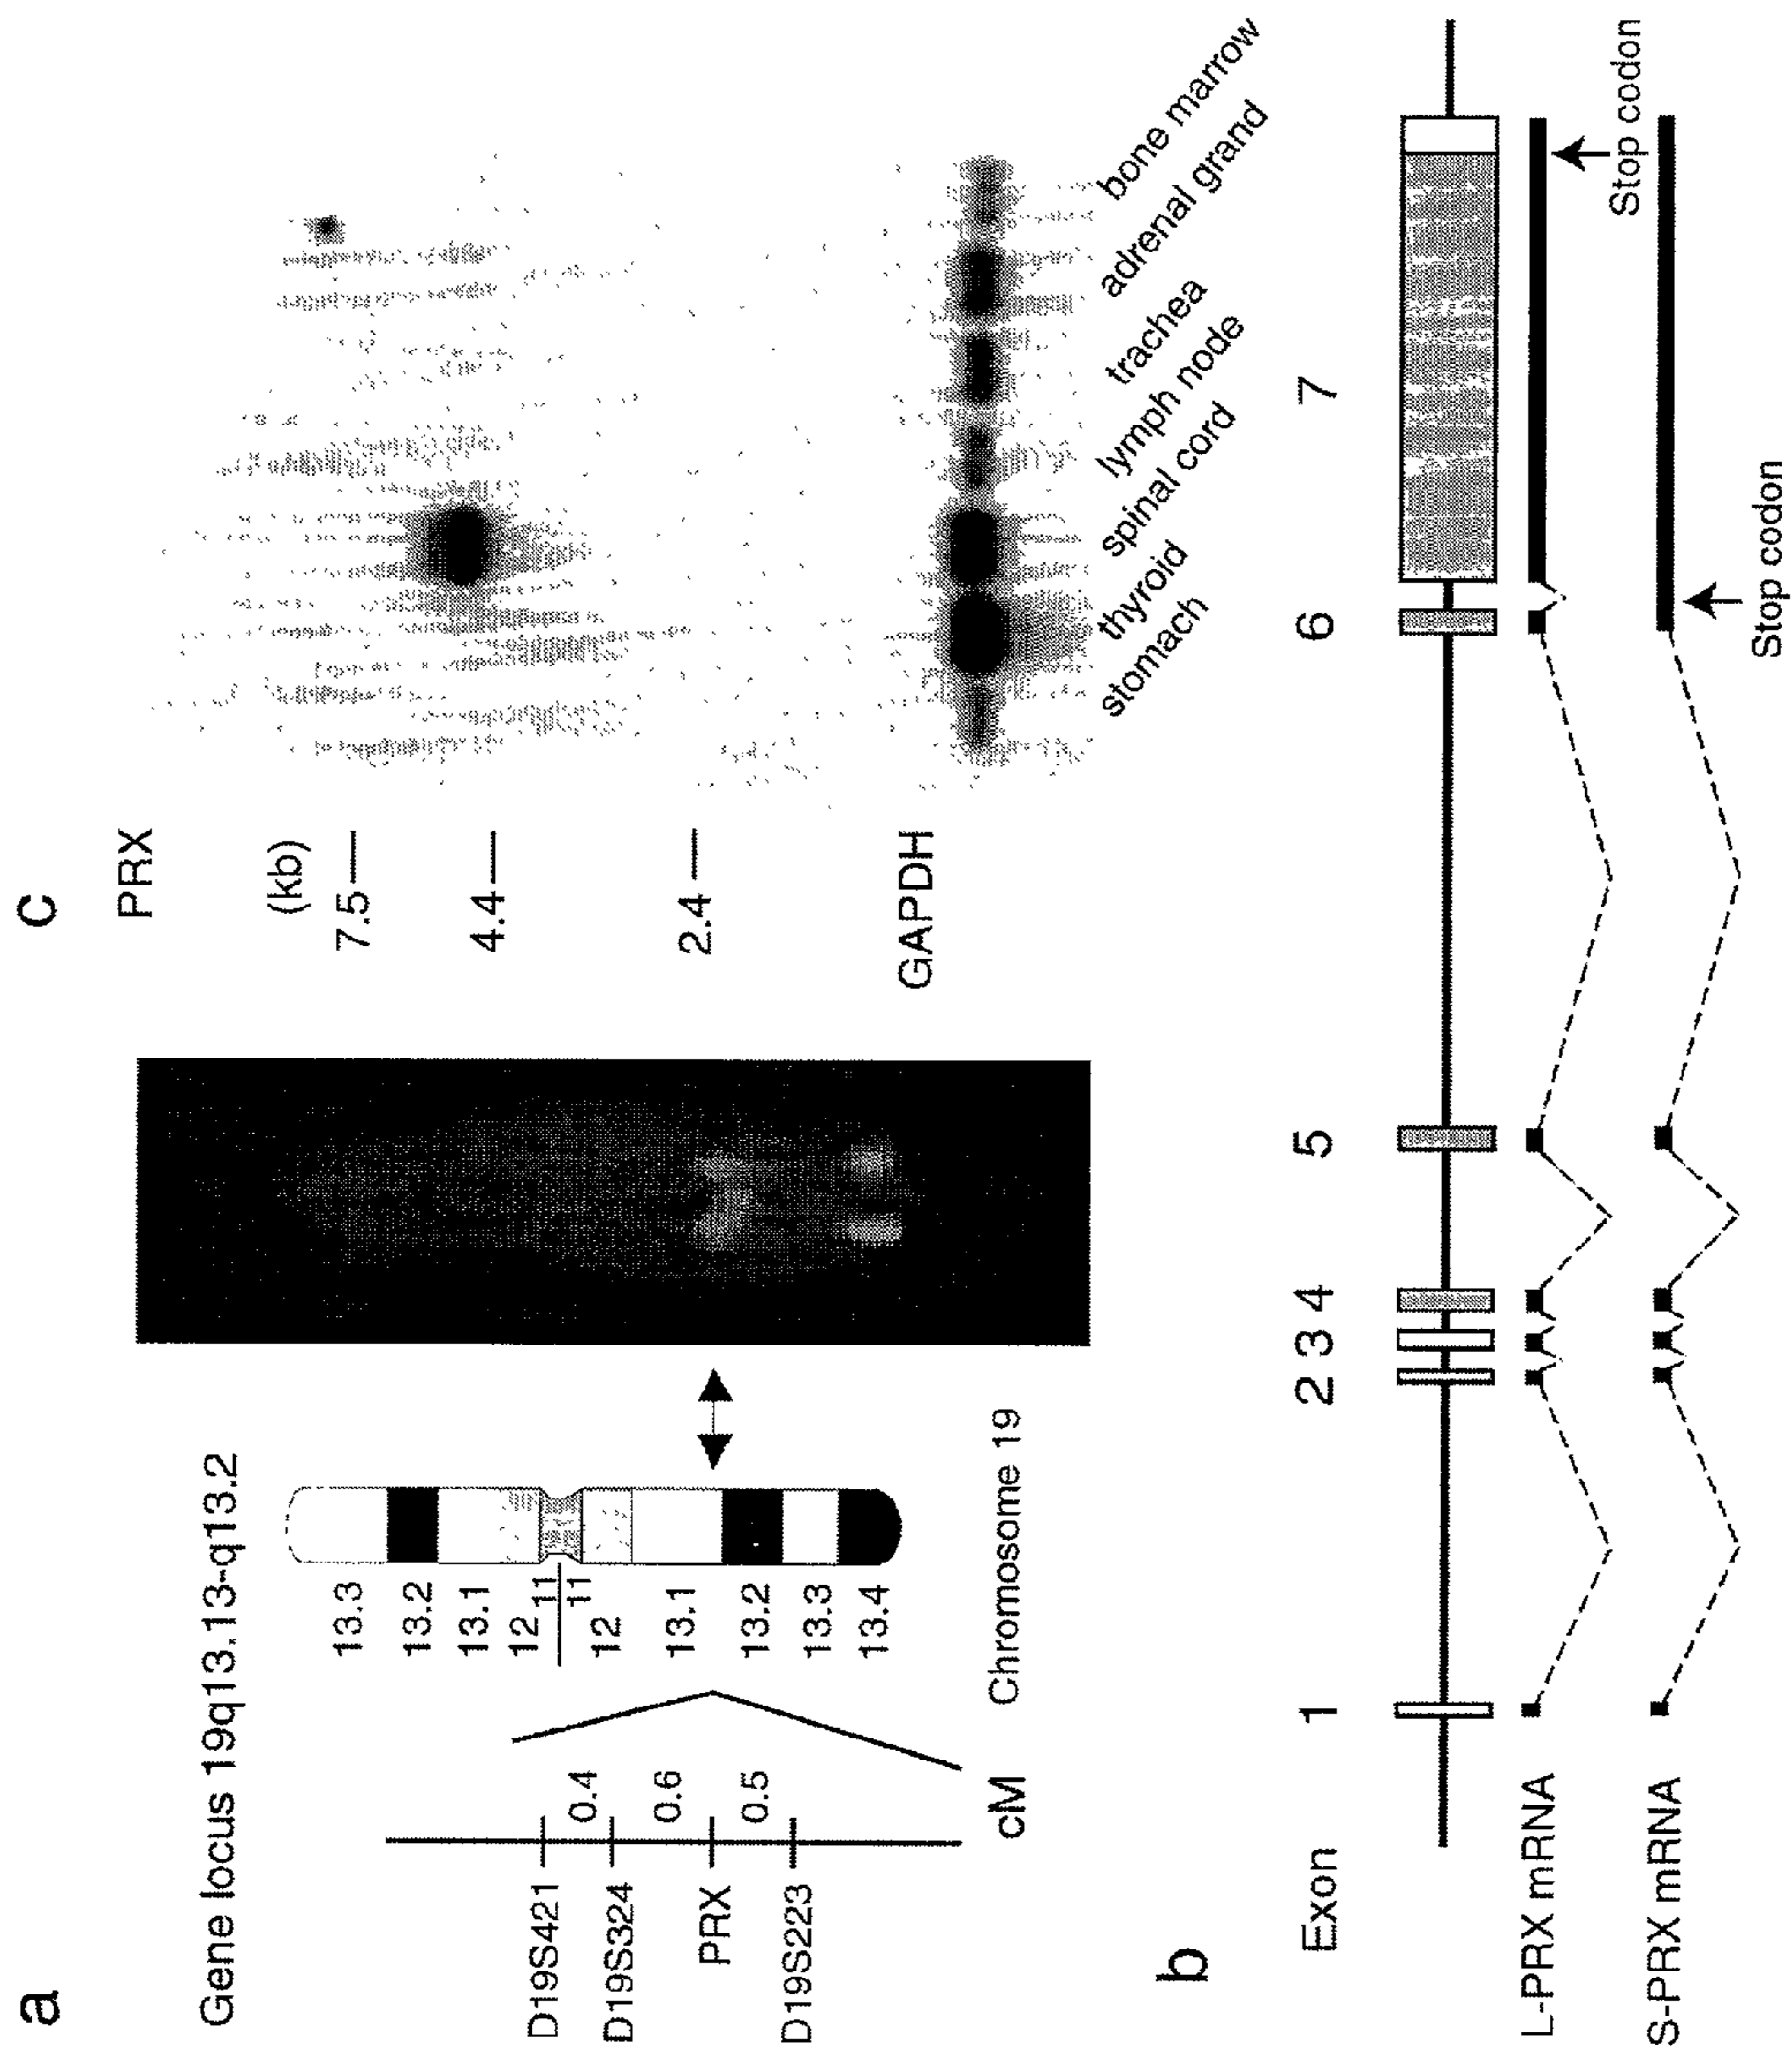 a
Gene locus 19q13.13-q13.2
D19S421
D19S324
PRX
D19S223
0.4
0.6
0.5
cM
13.3
13.2
13.1
12
11
11
12
13.1
13.2
13.3
13.4
Chromosome 19
c
PRX
(kb)
7.5
4.4
2.4
GAPDH
stomach
thyroid
spinal cord
lymph node
trachea
adrenal grand
bone marrow
b
Exon 1 2 3 4 5 6 7
L-PRX mRNA
Stop codon
S-PRX mRNA
Stop codon